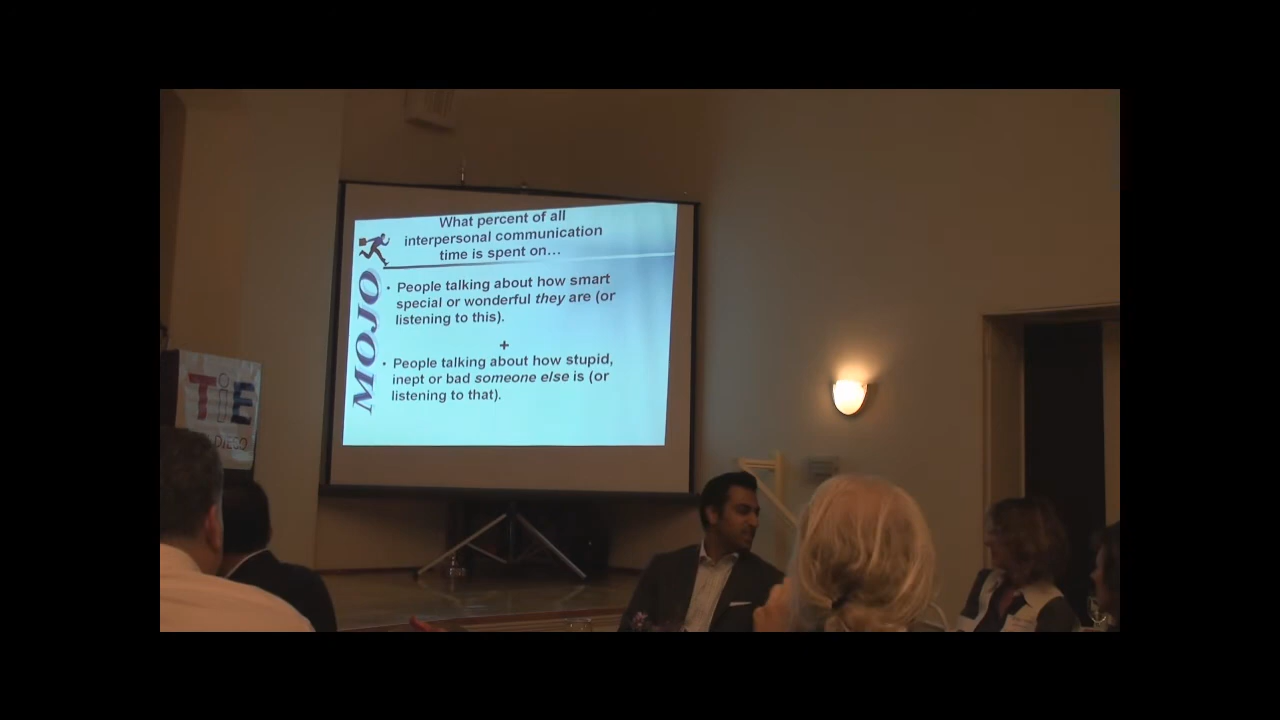 What percent of all
interpersonal communication
time is spent on…
MOJO
• People talking about how smart
special or wonderful they are (or
listening to this).
+
• People talking about how stupid,
inept or bad someone else is (or
listening to that).
TiE
DIEGO